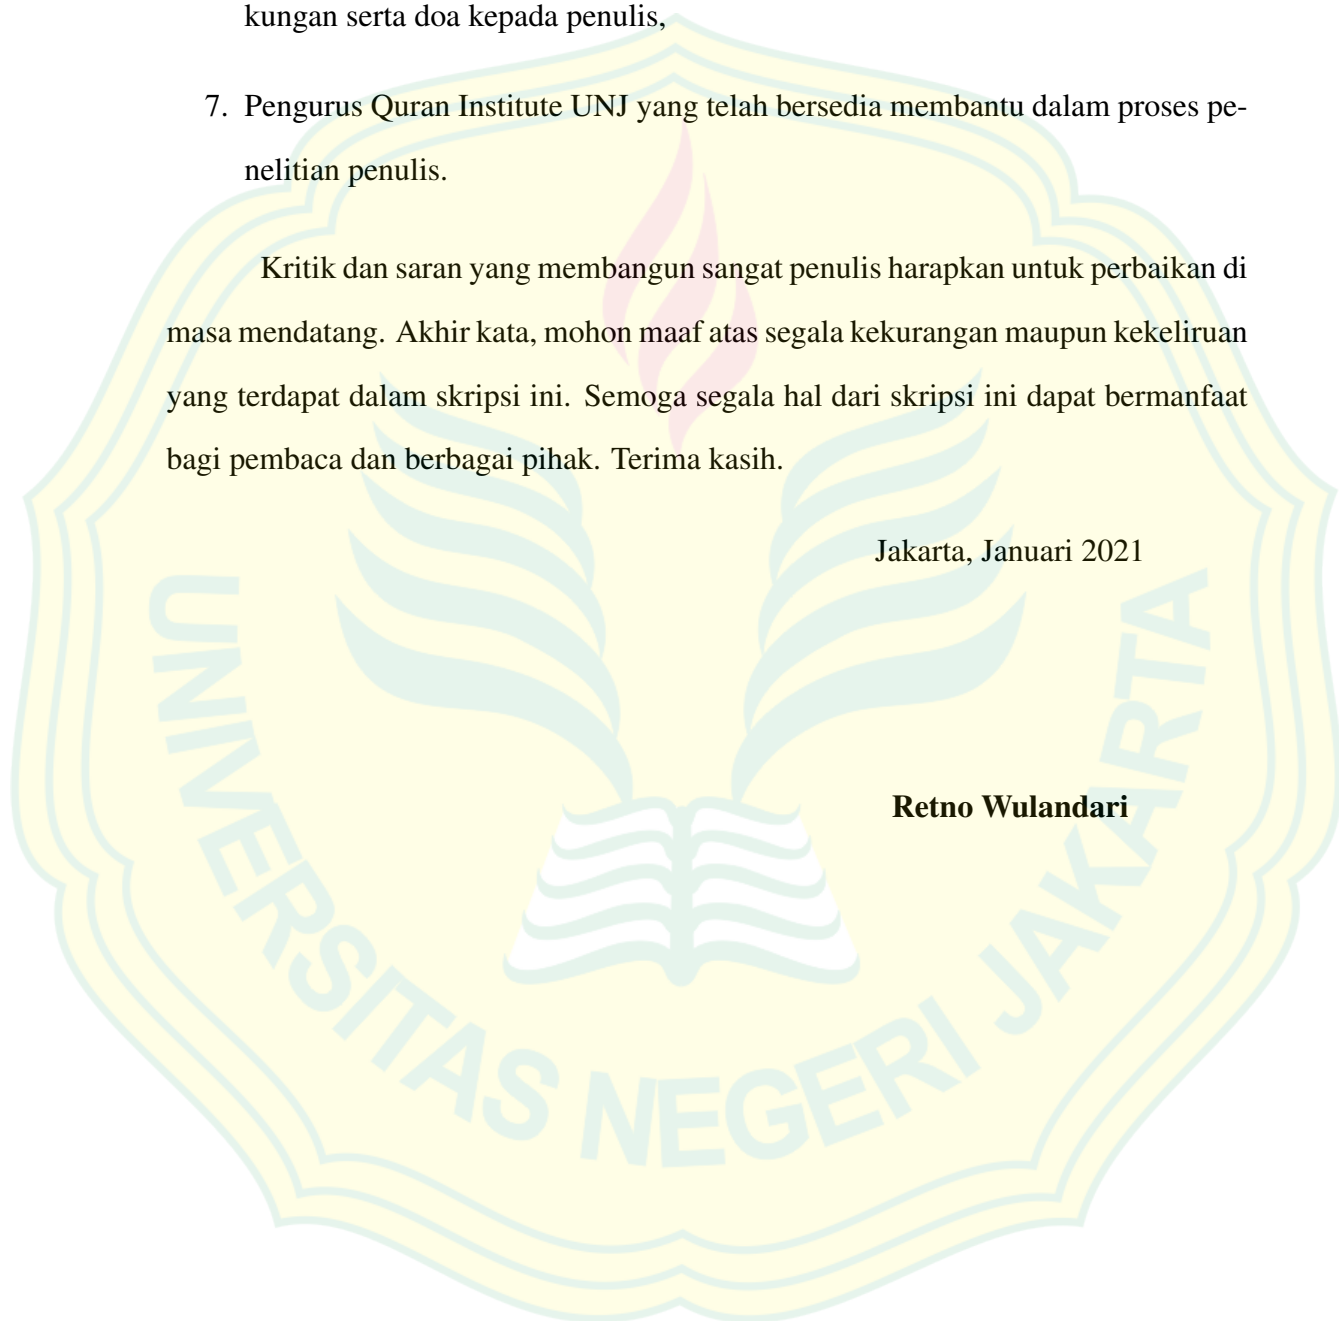 kungan serta doa kepada penulis,
7. Pengurus Quran Institute UNJ yang telah bersedia membantu dalam proses pe-
nelitian penulis.
Kritik dan saran yang membangun sangat penulis harapkan untuk perbaikan di
masa mendatang. Akhir kata, mohon maaf atas segala kekurangan maupun kekeliruan
yang terdapat dalam skripsi ini. Semoga segala hal dari skripsi ini dapat bermanfaat
bagi pembaca dan berbagai pihak. Terima kasih.
Jakarta, Januari 2021
Retno Wulandari
UNIVERSITAS NEGERI JAKARTA